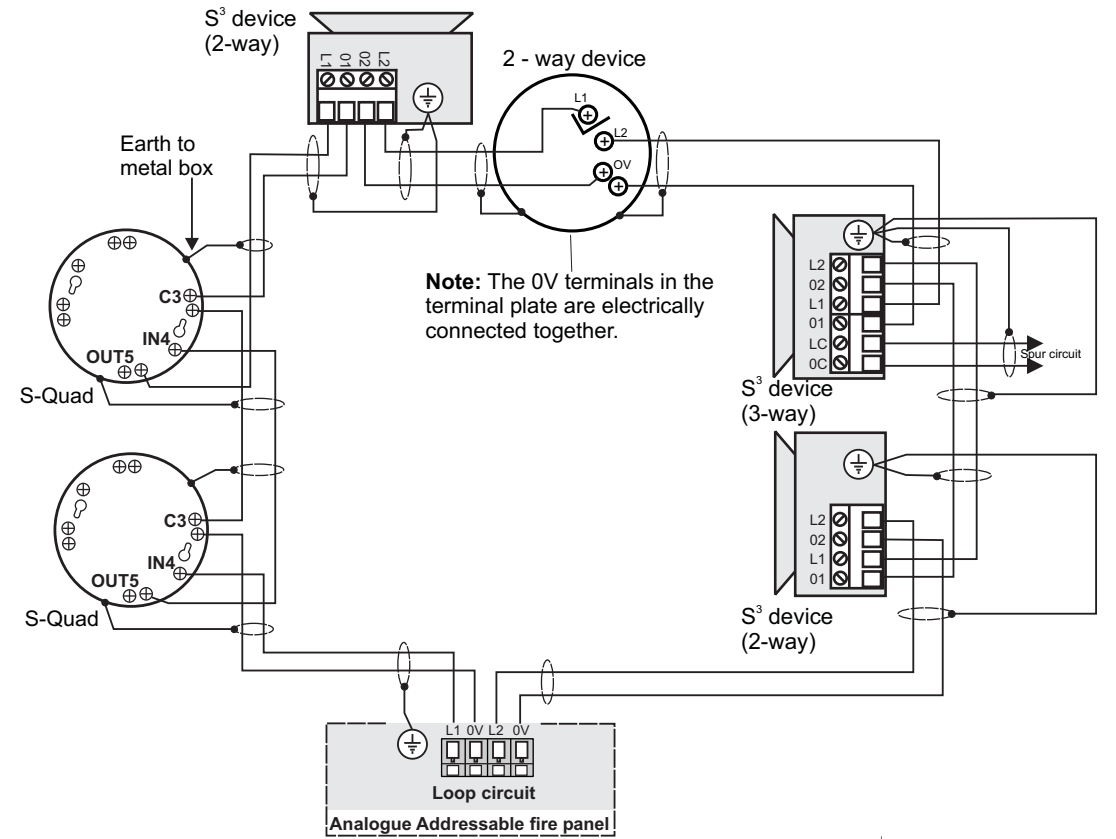 S³ device
(2-way)
L1 01 02 L2
2 - way device
L1
L2
OV
Earth to
metal box
C3
IN4
OUT5
S-Quad
Note: The 0V terminals in the
terminal plate are electrically
connected together.
L2
02
L1
01
LC
0C
Spur circuit
S³ device
(3-way)
C3
IN4
OUT5
S-Quad
L2
02
L1
01
S³ device
(2-way)
L1 0V L2 0V
Loop circuit
Analogue Addressable fire panel